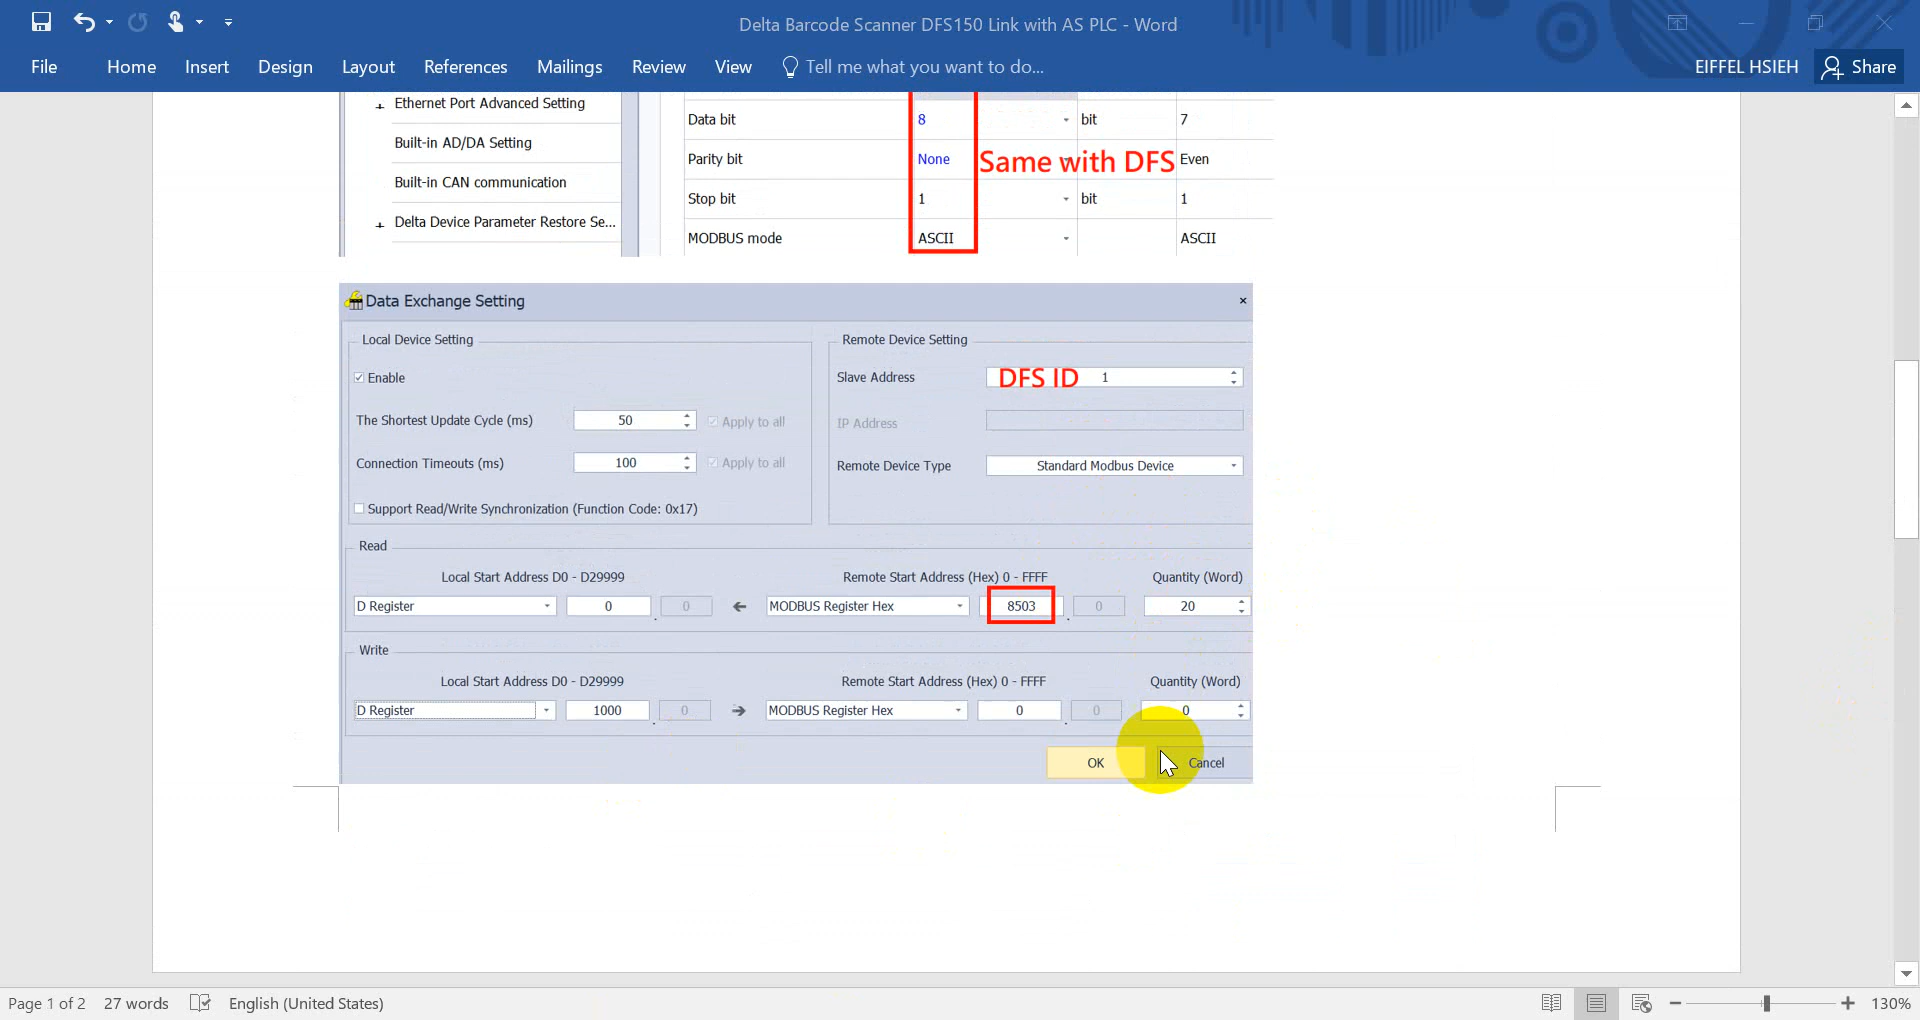 Delta Barcode Scanner DFS150 Link with AS PLC - Word
File Home Insert Design Layout References Mailings Review View Tell me what you want to do... EIFFEL HSIEH Share
Ethernet Port Advanced Setting
Built-in AD/DA Setting
Built-in CAN communication
Delta Device Parameter Restore Se...
Data bit 8 bit 7
Parity bit None Same with DFS Even
Stop bit 1 bit 1
MODBUS mode ASCII ASCII
Data Exchange Setting ×
Local Device Setting
Enable
The Shortest Update Cycle (ms) 50 Apply to all
Connection Timeouts (ms) 100 Apply to all
Support Read/Write Synchronization (Function Code: 0x17)
Remote Device Setting
Slave Address DFS ID 1
IP Address
Remote Device Type Standard Modbus Device
Read
Local Start Address D0 - D29999 Remote Start Address (Hex) 0 - FFFF Quantity (Word)
D Register 0 . 0 MODBUS Register Hex 8503 . 0 20
Write
Local Start Address D0 - D29999 Remote Start Address (Hex) 0 - FFFF Quantity (Word)
D Register 1000 . 0 MODBUS Register Hex 0 . 0 0
OK Cancel
Page 1 of 2 27 words English (United States) 130%